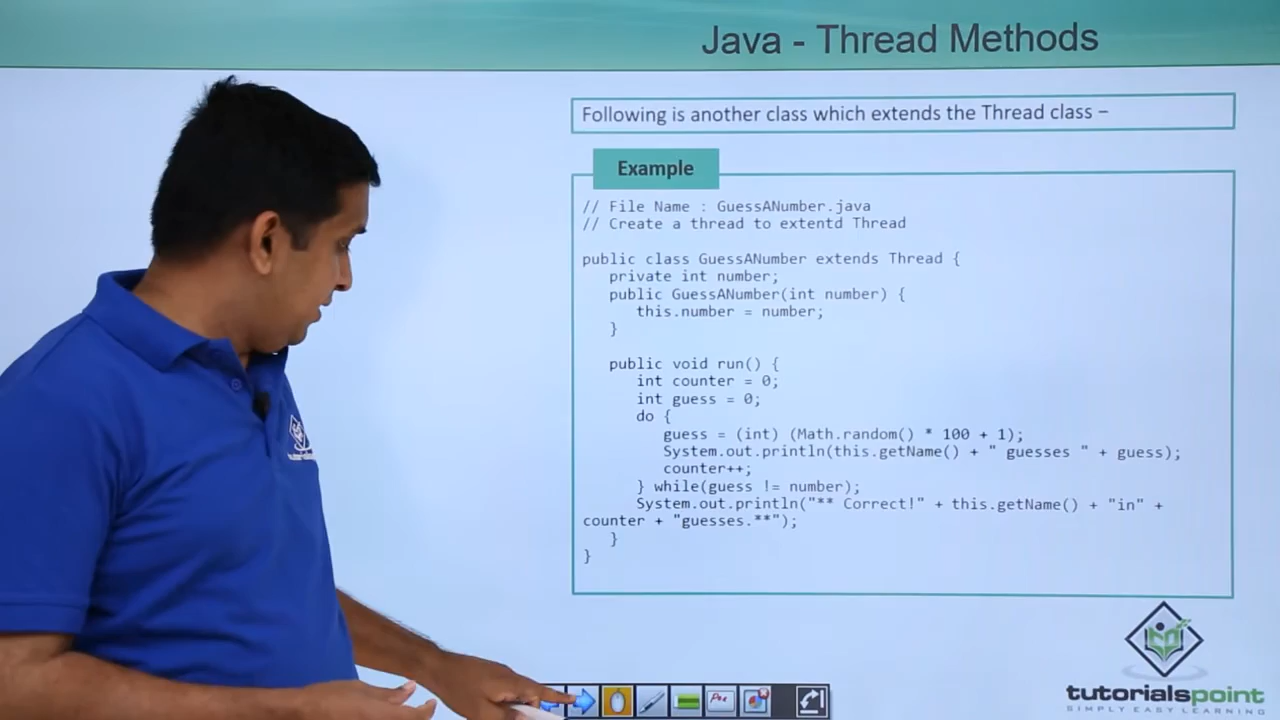 Java - Thread Methods
Following is another class which extends the Thread class −
Example
// File Name : GuessANumber.java
// Create a thread to extentd Thread
public class GuessANumber extends Thread {
private int number;
public GuessANumber(int number) {
this.number = number;
}
public void run() {
int counter = 0;
int guess = 0;
do {
guess = (int) (Math.random() * 100 + 1);
System.out.println(this.getName() + " guesses " + guess);
counter++;
} while(guess != number);
System.out.println("** Correct!" + this.getName() + "in" +
counter + "guesses.**");
}
}
tutorialspoint
SIMPLY EASY LEARNING